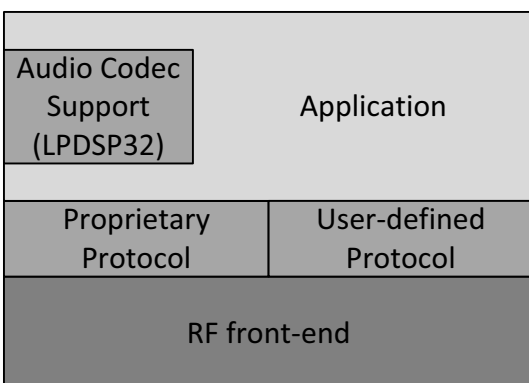 Audio Codec
Support
(LPDSP32)
Application
Proprietary
Protocol
User-defined
Protocol
RF front-end